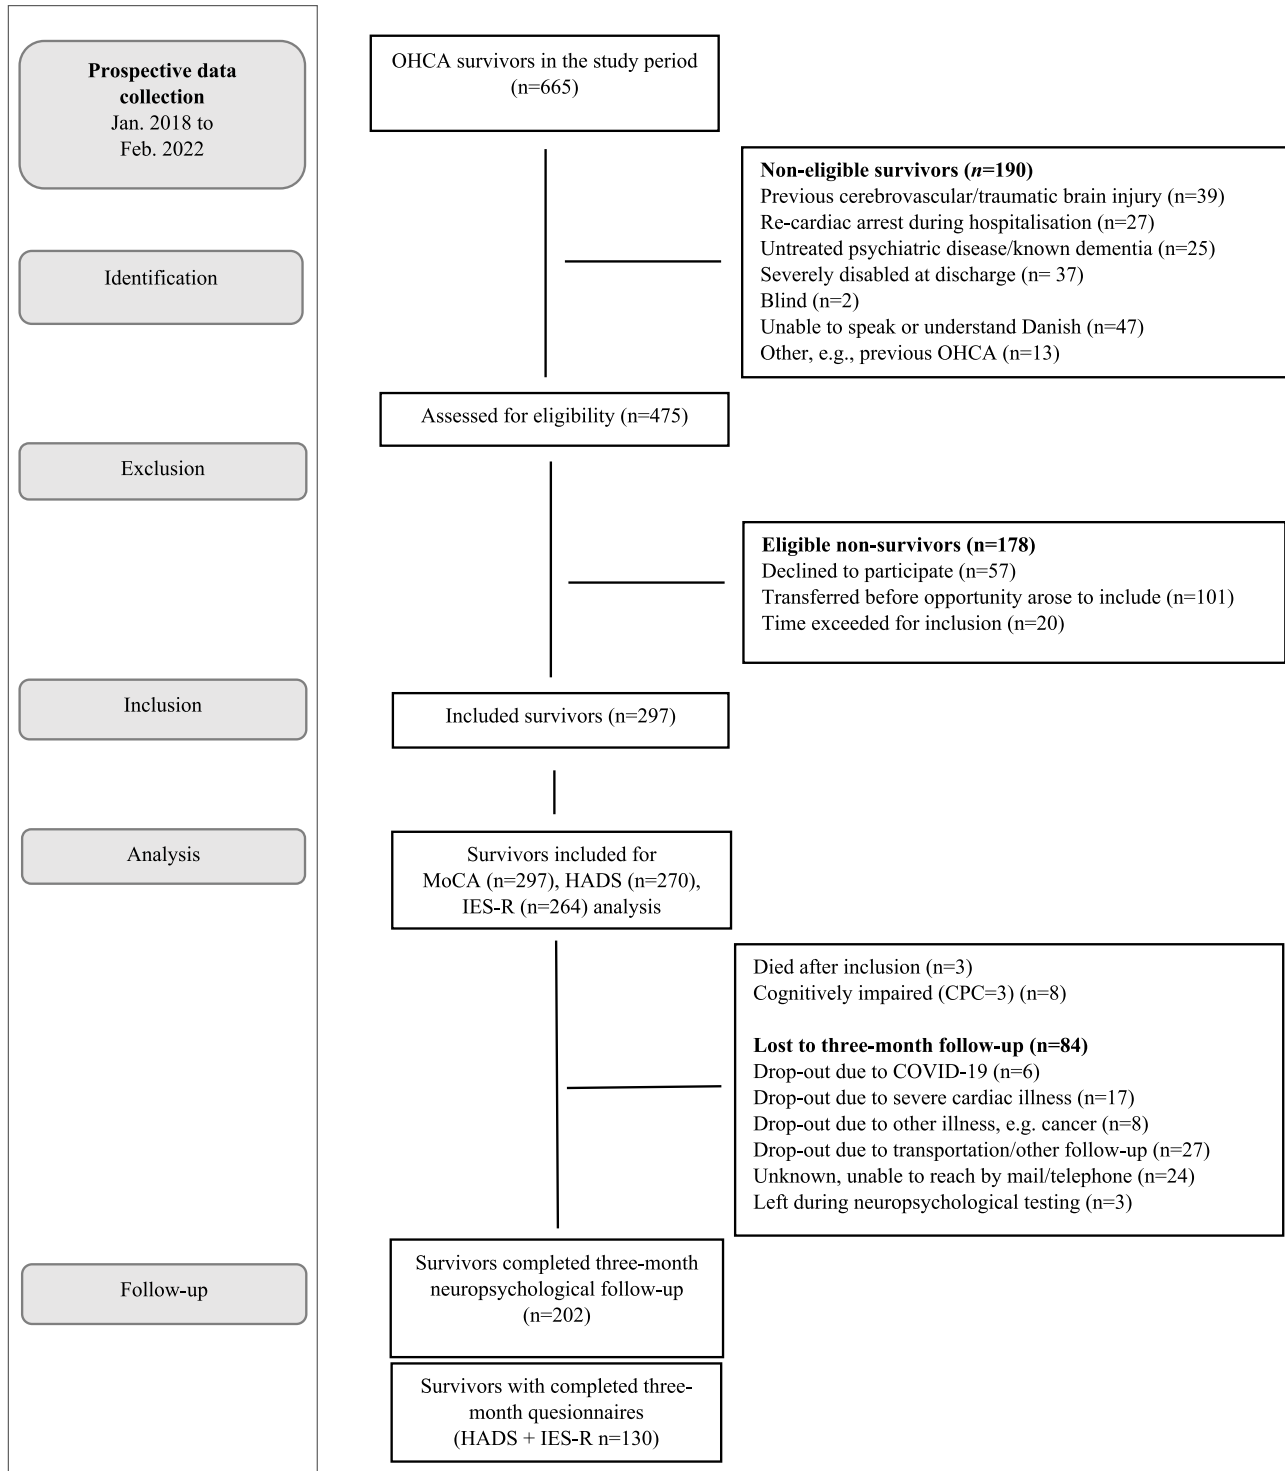 Prospective data
collection
Jan. 2018 to
Feb. 2022
OHCA survivors in the study period
(n=665)
Non-eligible survivors (n=190)
Previous cerebrovascular/traumatic brain injury (n=39)
Re-cardiac arrest during hospitalisation (n=27)
Untreated psychiatric disease/known dementia (n=25)
Severely disabled at discharge (n= 37)
Blind (n=2)
Unable to speak or understand Danish (n=47)
Other, e.g., previous OHCA (n=13)
Identification
Assessed for eligibility (n=475)
Exclusion
Eligible non-survivors (n=178)
Declined to participate (n=57)
Transferred before opportunity arose to include (n=101)
Time exceeded for inclusion (n=20)
Inclusion
Included survivors (n=297)
Analysis
Survivors included for
MoCA (n=297), HADS (n=270),
IES-R (n=264) analysis
Died after inclusion (n=3)
Cognitively impaired (CPC=3) (n=8)
Lost to three-month follow-up (n=84)
Drop-out due to COVID-19 (n=6)
Drop-out due to severe cardiac illness (n=17)
Drop-out due to other illness, e.g. cancer (n=8)
Drop-out due to transportation/other follow-up (n=27)
Unknown, unable to reach by mail/telephone (n=24)
Left during neuropsychological testing (n=3)
Follow-up
Survivors completed three-month
neuropsychological follow-up
(n=202)
Survivors with completed three-
month quesionnaires
(HADS + IES-R n=130)